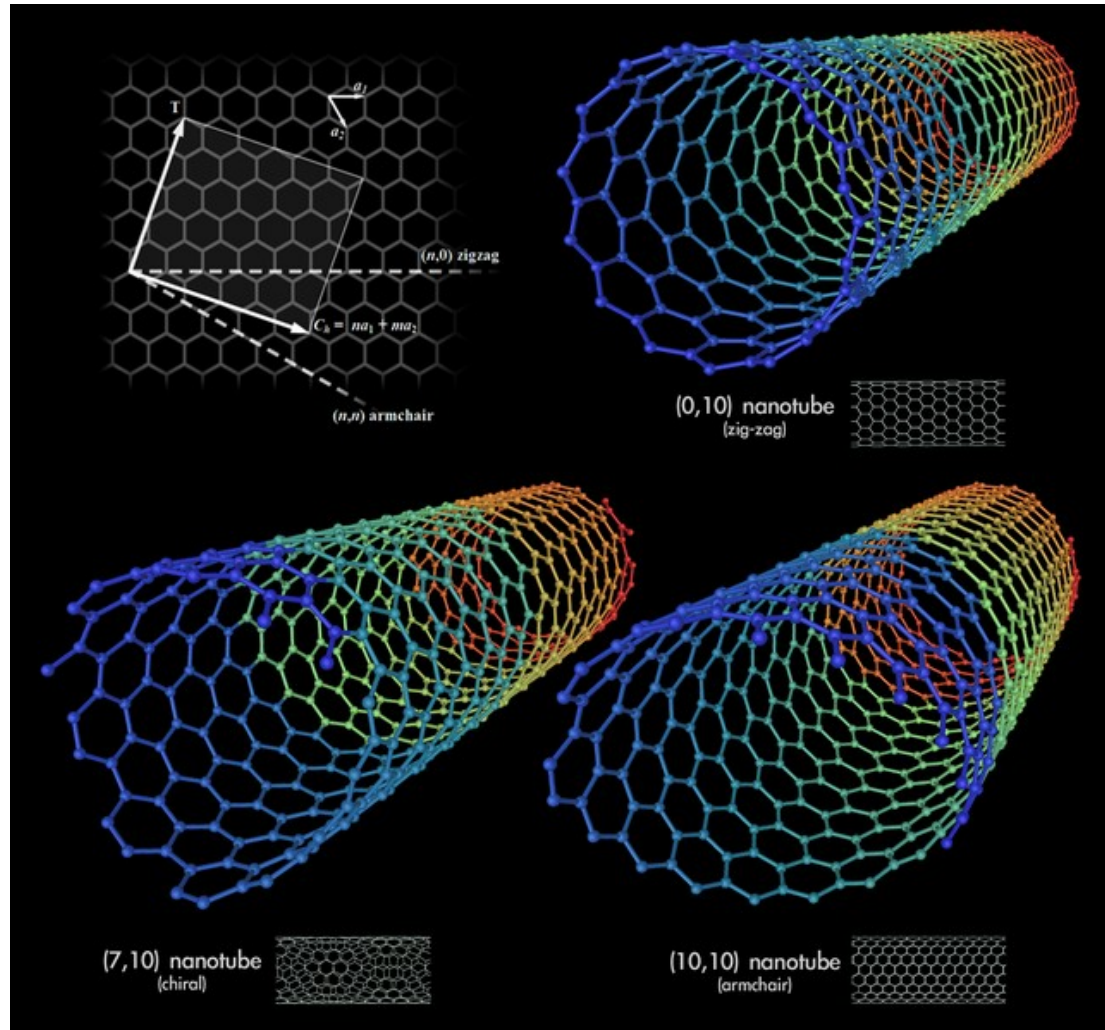 a1
T
a2
(n,0) zigzag
Ch = na1 + ma2
(n,n) armchair
(0,10) nanotube
(zig-zag)
(7,10) nanotube
(chiral)
(10,10) nanotube
(armchair)